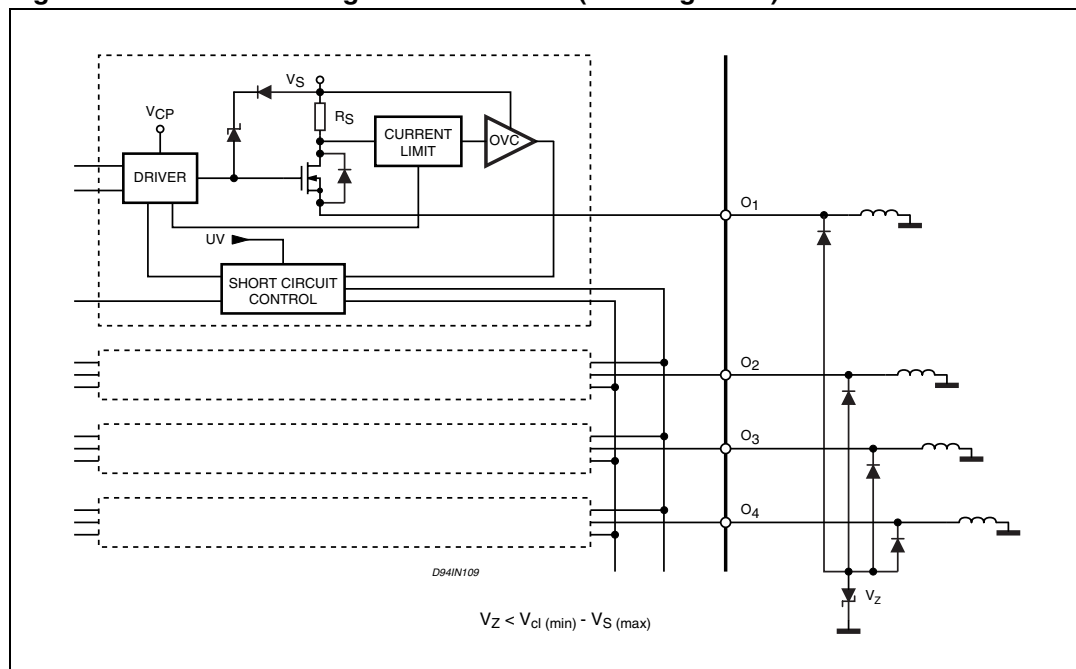 V_S
V_CP
R_S
CURRENT
LIMIT
OVC
DRIVER
O_1
UV
SHORT CIRCUIT
CONTROL
O_2
O_3
O_4
D94IN109
V_Z
V_Z < V_cl (min) - V_S (max)